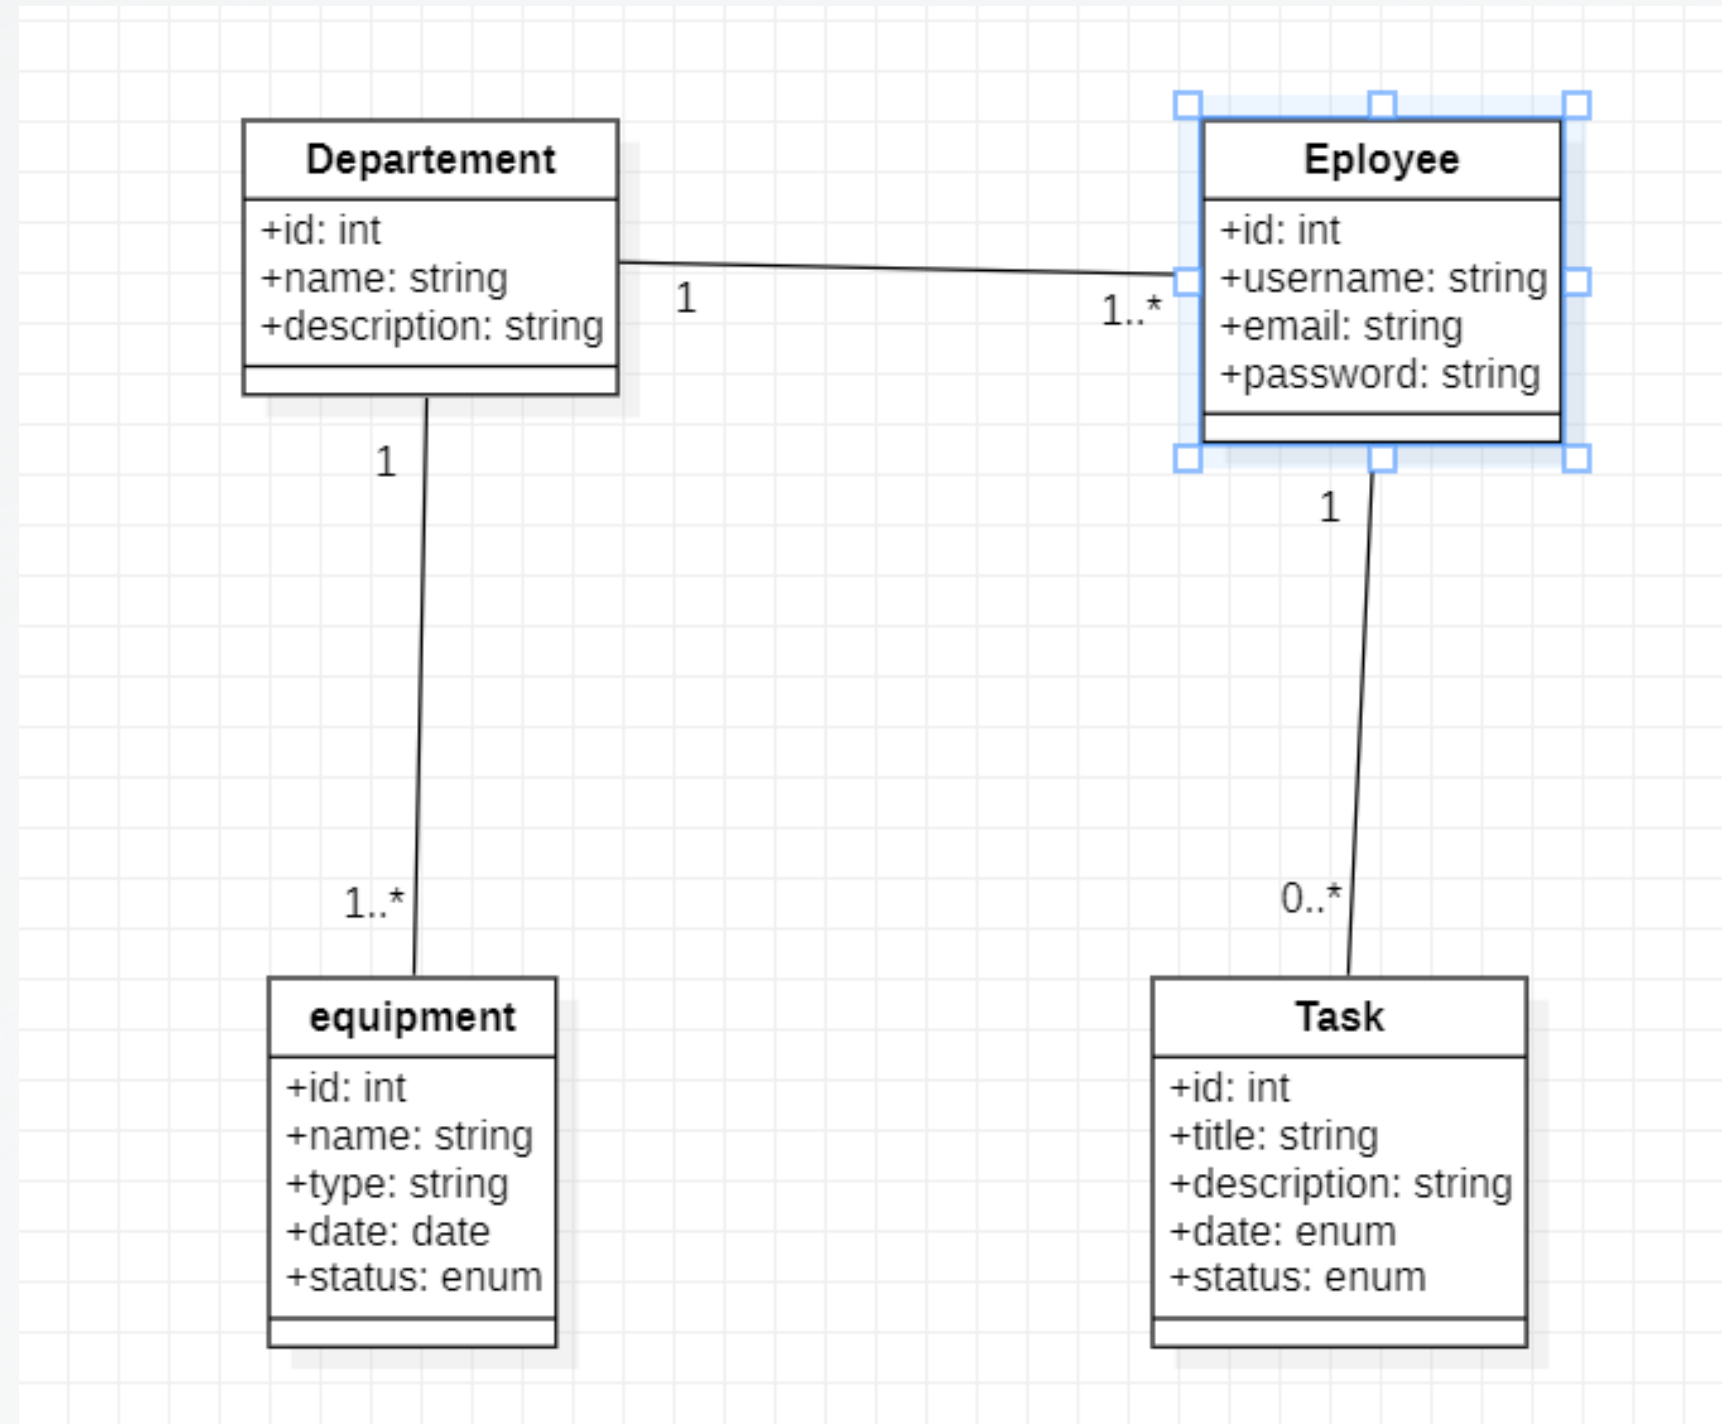 Departement
+id: int
+name: string
+description: string
1
1..*
Eployee
+id: int
+username: string
+email: string
+password: string
1
1..*
1
0..*
equipment
+id: int
+name: string
+type: string
+date: date
+status: enum
Task
+id: int
+title: string
+description: string
+date: enum
+status: enum